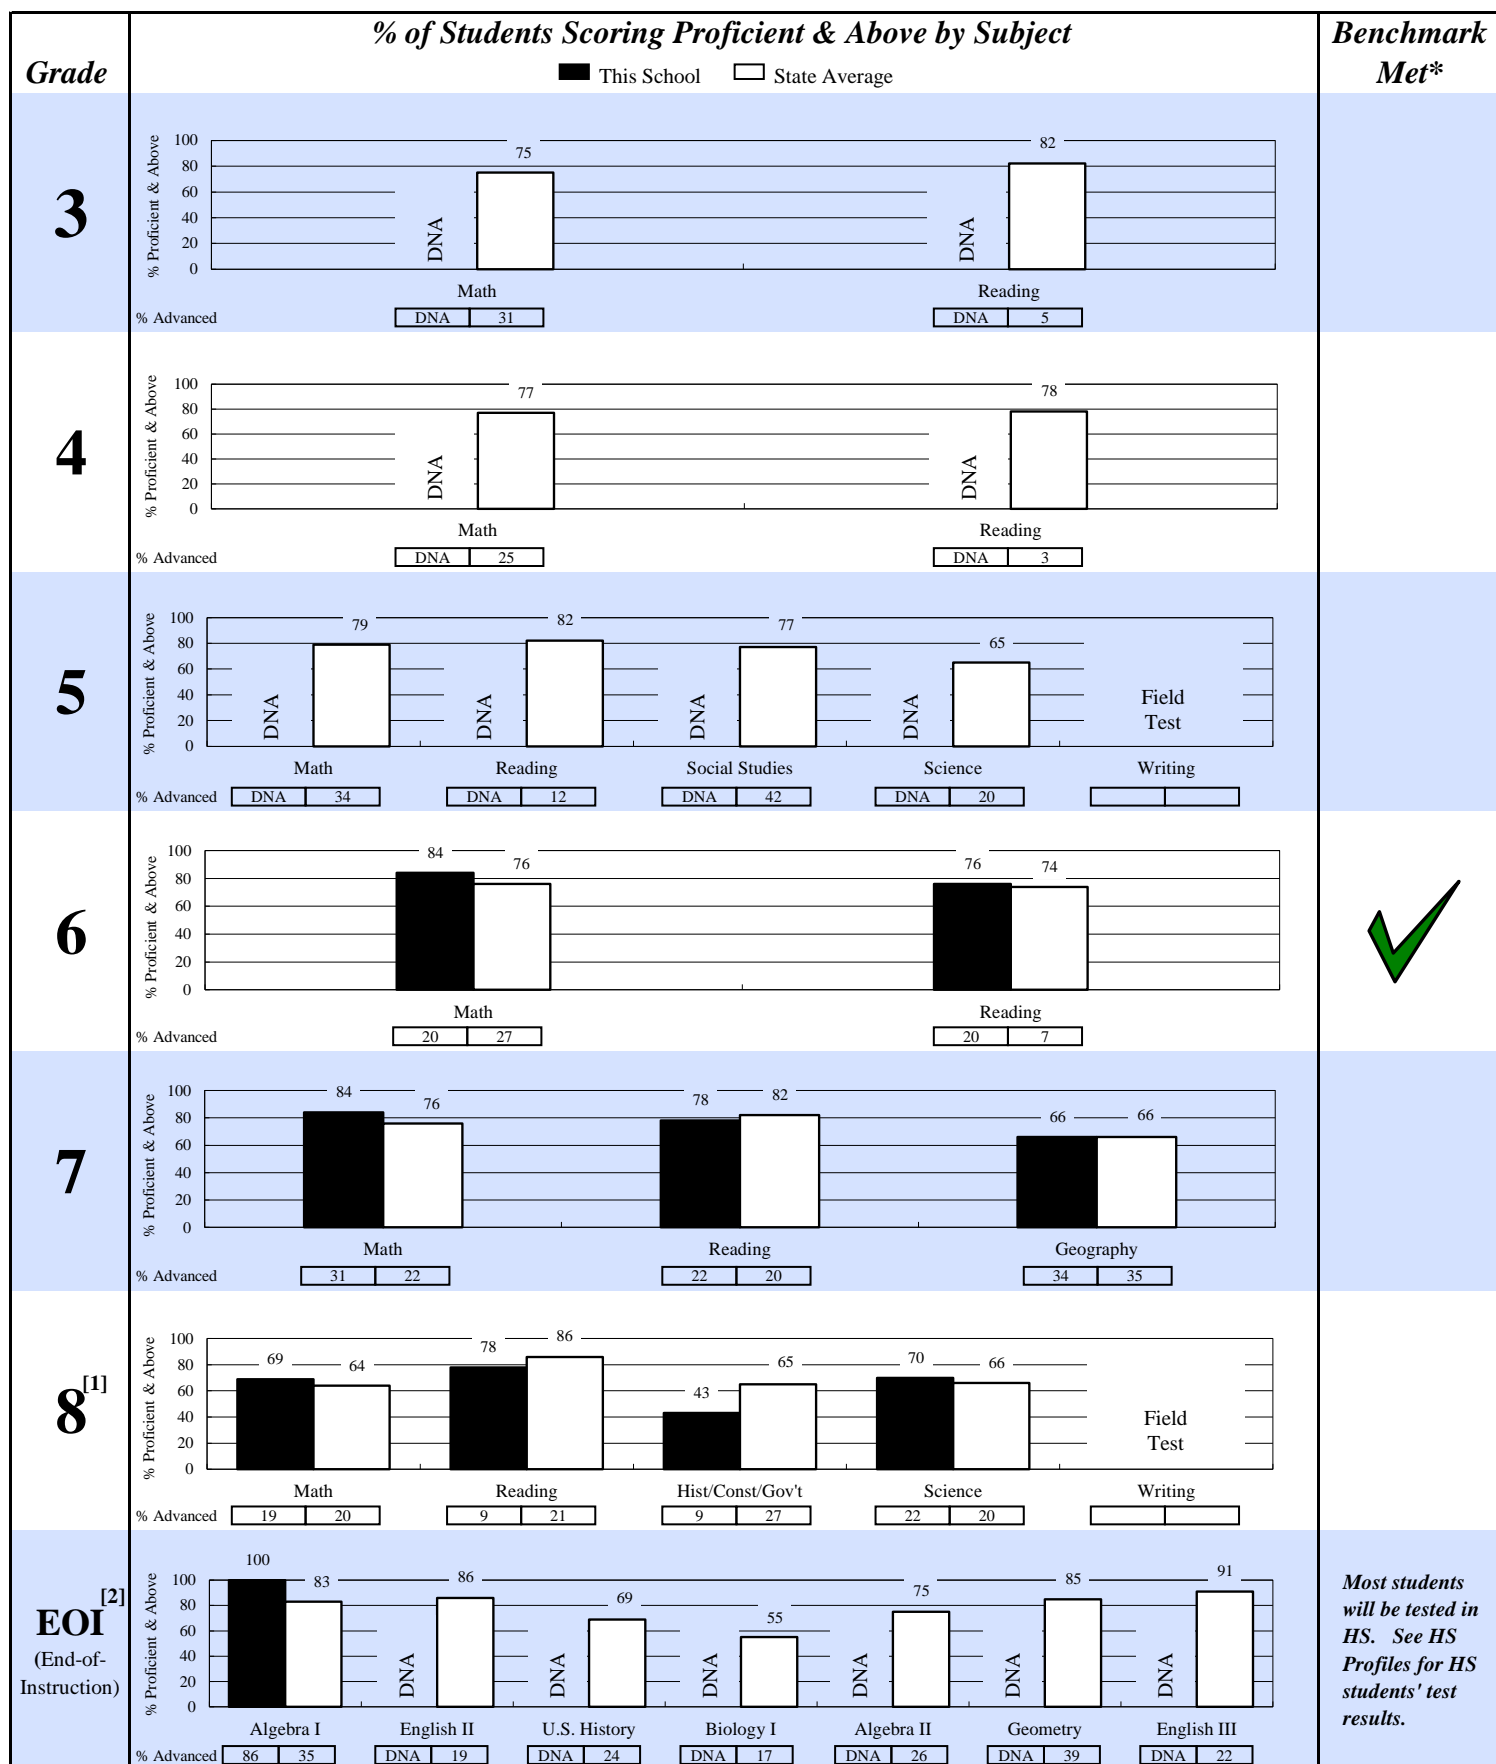 % of Students Scoring Proficient & Above by Subject
Benchmark
Met*
Grade
This School State Average
3
% Proficient & Above
100
80
60
40
20
0
DNA 75
DNA 82
Math Reading
% Advanced DNA 31 DNA 5
4
% Proficient & Above
100
80
60
40
20
0
DNA 77
DNA 78
Math Reading
% Advanced DNA 25 DNA 3
5
% Proficient & Above
100
80
60
40
20
0
DNA 79
DNA 82
DNA 77
DNA 65
Field
Test
Math Reading Social Studies Science Writing
% Advanced DNA 34 DNA 12 DNA 42 DNA 20
6
% Proficient & Above
100
80
60
40
20
0
84 76
76 74
Math Reading
% Advanced 20 27 20 7
7
% Proficient & Above
100
80
60
40
20
0
84 76
78 82
66 66
Math Reading Geography
% Advanced 31 22 22 20 34 35
8[1]
% Proficient & Above
100
80
60
40
20
0
69 64
78 86
43 65
70 66
Field
Test
Math Reading Hist/Const/Gov't Science Writing
% Advanced 19 20 9 21 9 27 22 20
EOI[2]
(End-of-
Instruction)
% Proficient & Above
100
80
60
40
20
0
100 83
DNA 86
DNA 69
DNA 55
DNA 75
DNA 85
DNA 91
Algebra I English II U.S. History Biology I Algebra II Geometry English III
% Advanced 86 35 DNA 19 DNA 24 DNA 17 DNA 26 DNA 39 DNA 22
Most students
will be tested in
HS. See HS
Profiles for HS
students' test
results.